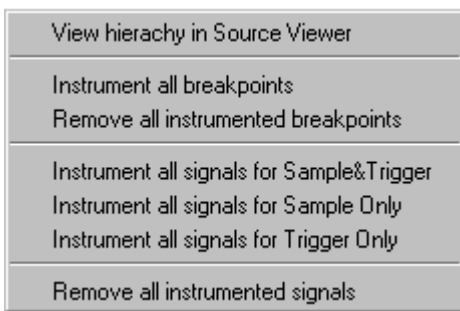 View hierachy in Source Viewer
Instrument all breakpoints
Remove all instrumented breakpoints
Instrument all signals for Sample&Trigger
Instrument all signals for Sample Only
Instrument all signals for Trigger Only
Remove all instrumented signals